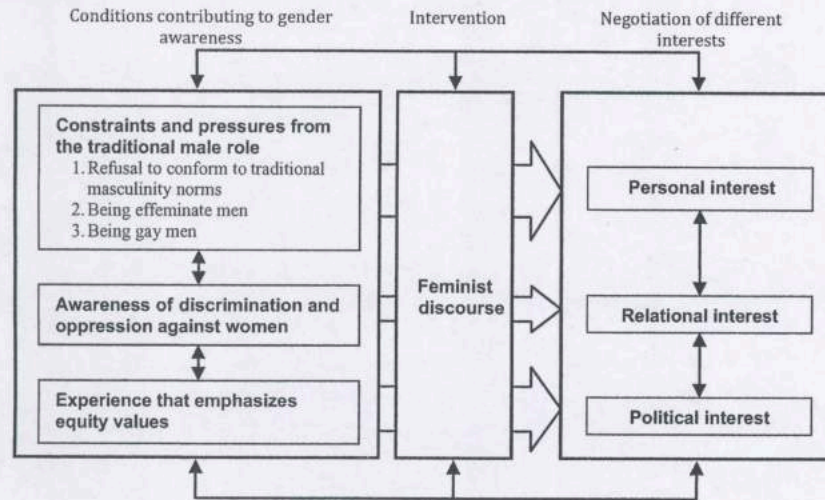 Conditions contributing to gender
awareness
Intervention
Negotiation of different
interests
Constraints and pressures from
the traditional male role
1. Refusal to conform to traditional
masculinity norms
2. Being effeminate men
3. Being gay men
Awareness of discrimination and
oppression against women
Experience that emphasizes
equity values
Feminist
discourse
Personal interest
Relational interest
Political interest